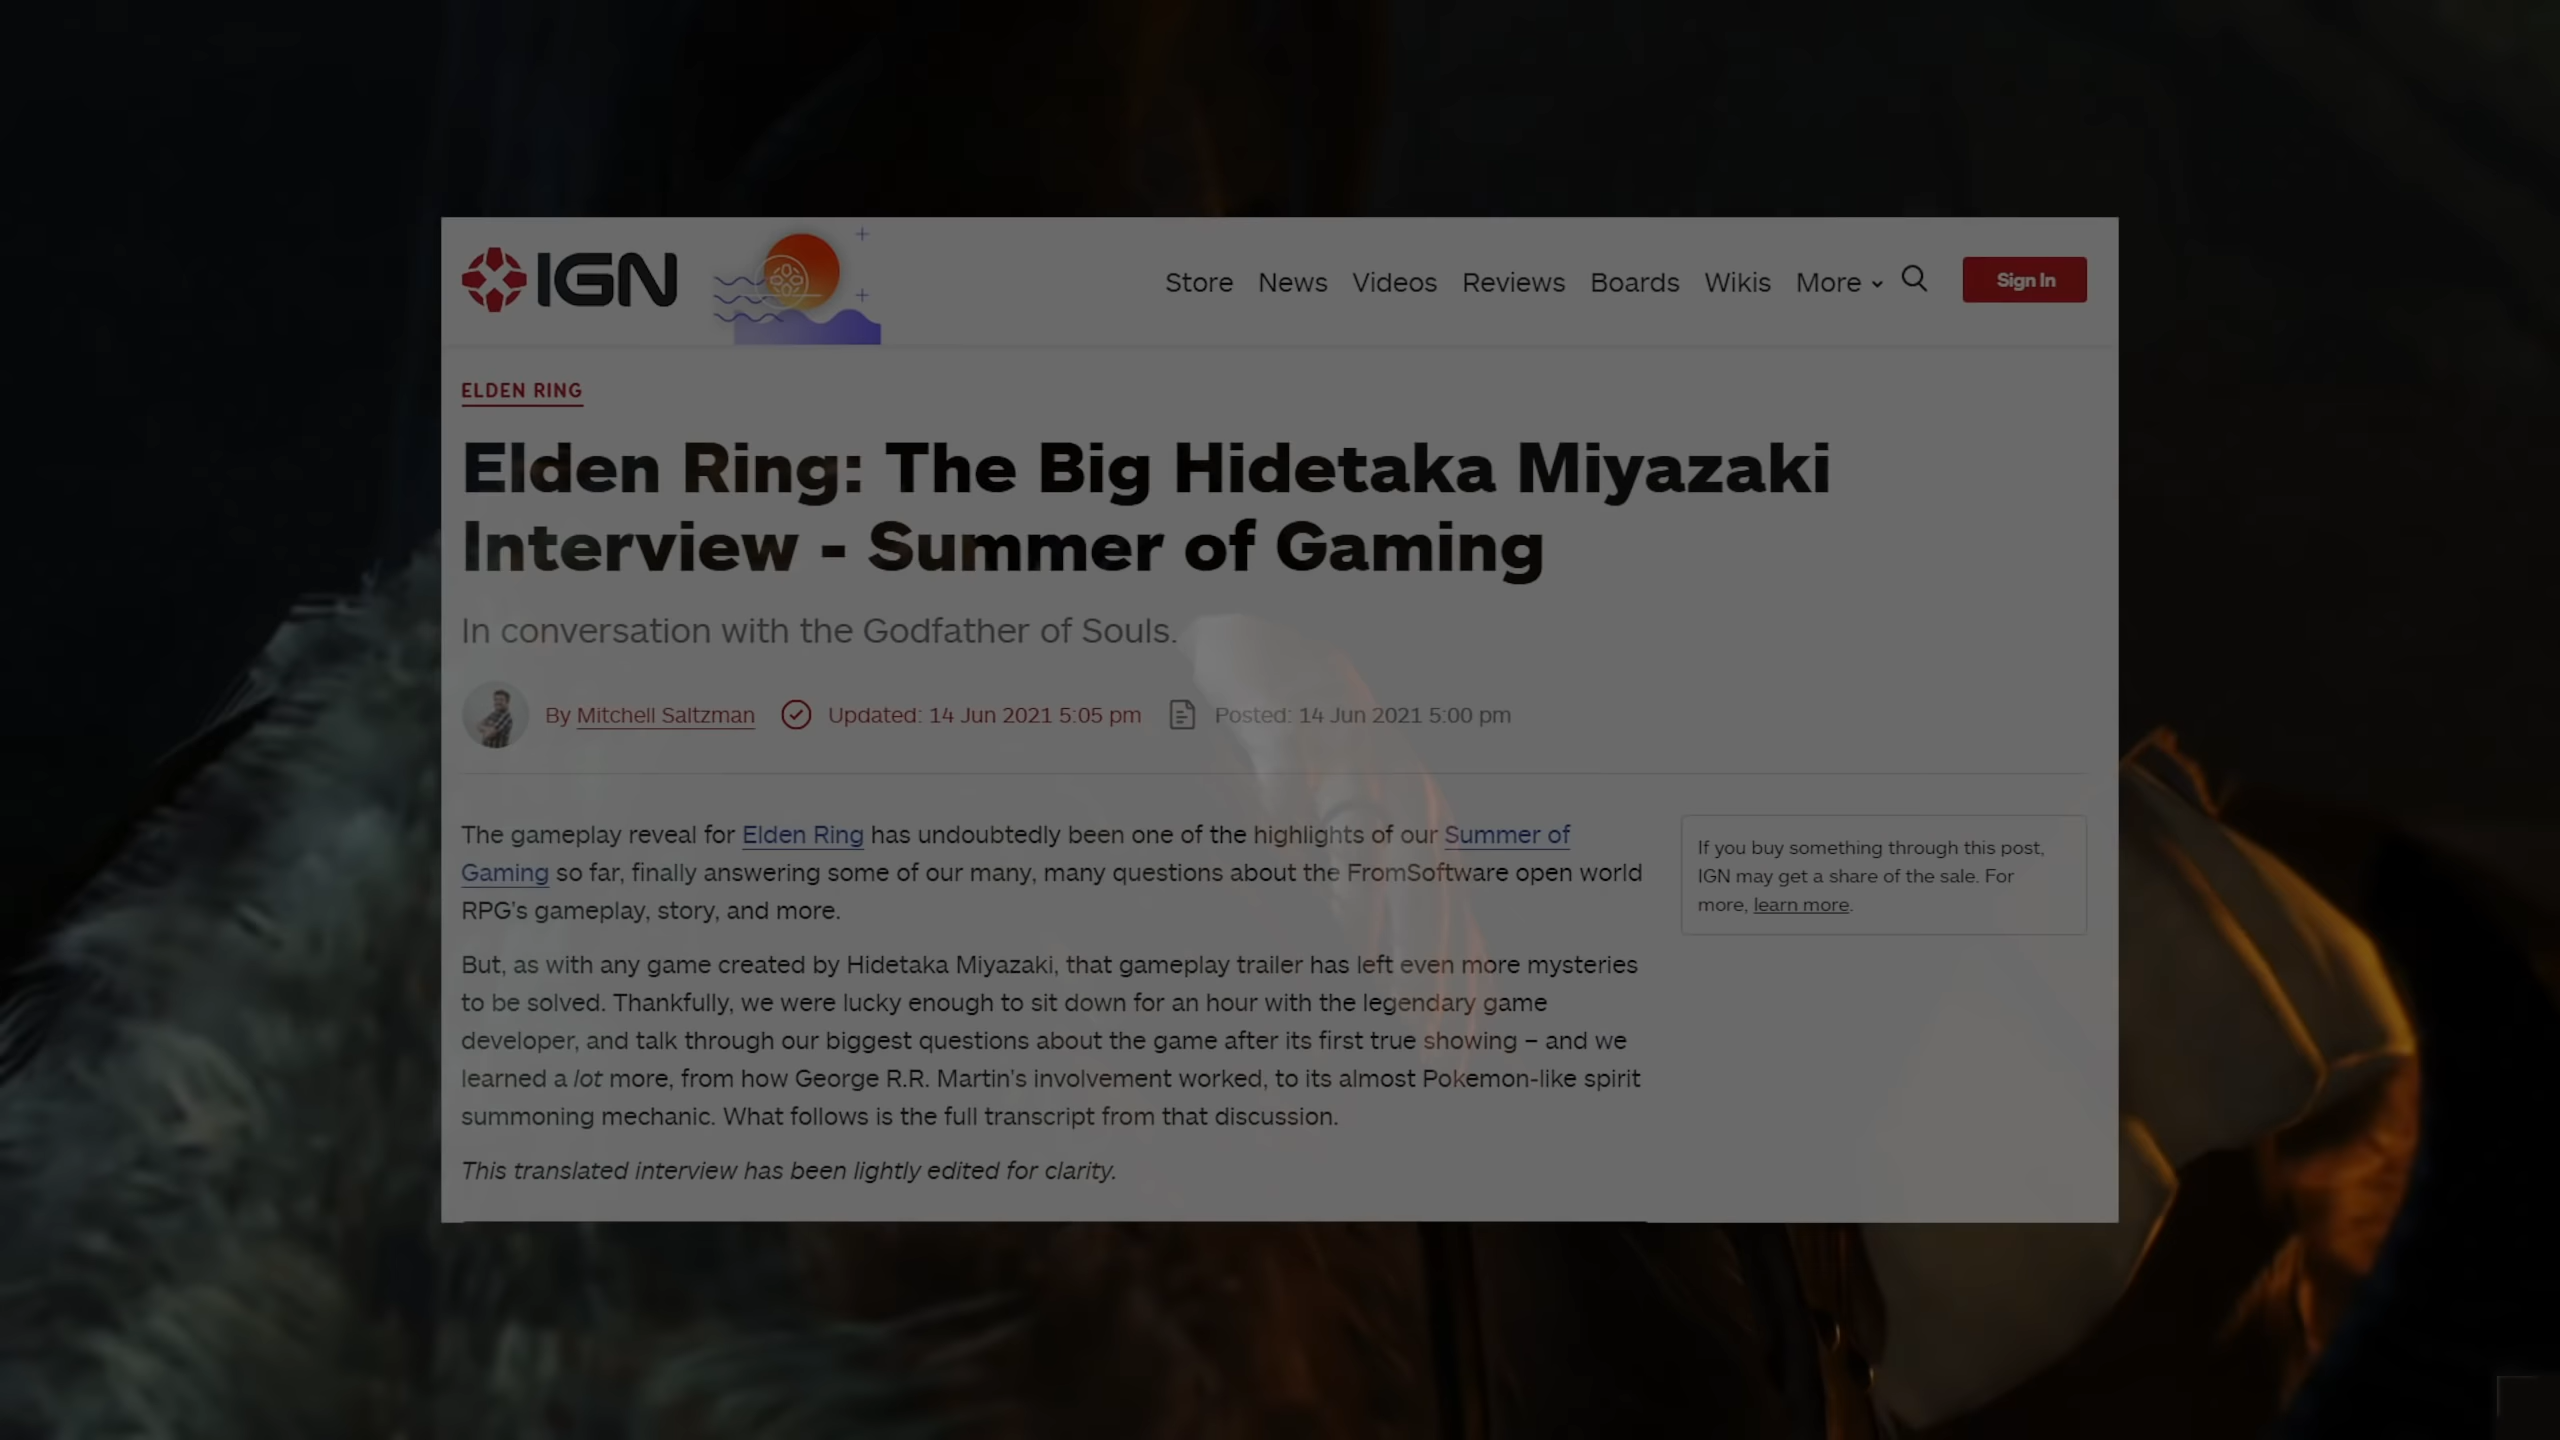 IGN
Store News Videos Reviews Boards Wikis More Sign In
ELDEN RING
Elden Ring: The Big Hidetaka Miyazaki
Interview - Summer of Gaming
In conversation with the Godfather of Souls.
By Mitchell Saltzman Updated: 14 Jun 2021 5:05 pm Posted: 14 Jun 2021 5:00 pm
The gameplay reveal for Elden Ring has undoubtedly been one of the highlights of our Summer of
Gaming so far, finally answering some of our many, many questions about the FromSoftware open world
RPG's gameplay, story, and more.
But, as with any game created by Hidetaka Miyazaki, that gameplay trailer has left even more mysteries
to be solved. Thankfully, we were lucky enough to sit down for an hour with the legendary game
developer, and talk through our biggest questions about the game after its first true showing – and we
learned a lot more, from how George R.R. Martin's involvement worked, to its almost Pokemon-like spirit
summoning mechanic. What follows is the full transcript from that discussion.
This translated interview has been lightly edited for clarity.
If you buy something through this post,
IGN may get a share of the sale. For
more, learn more.